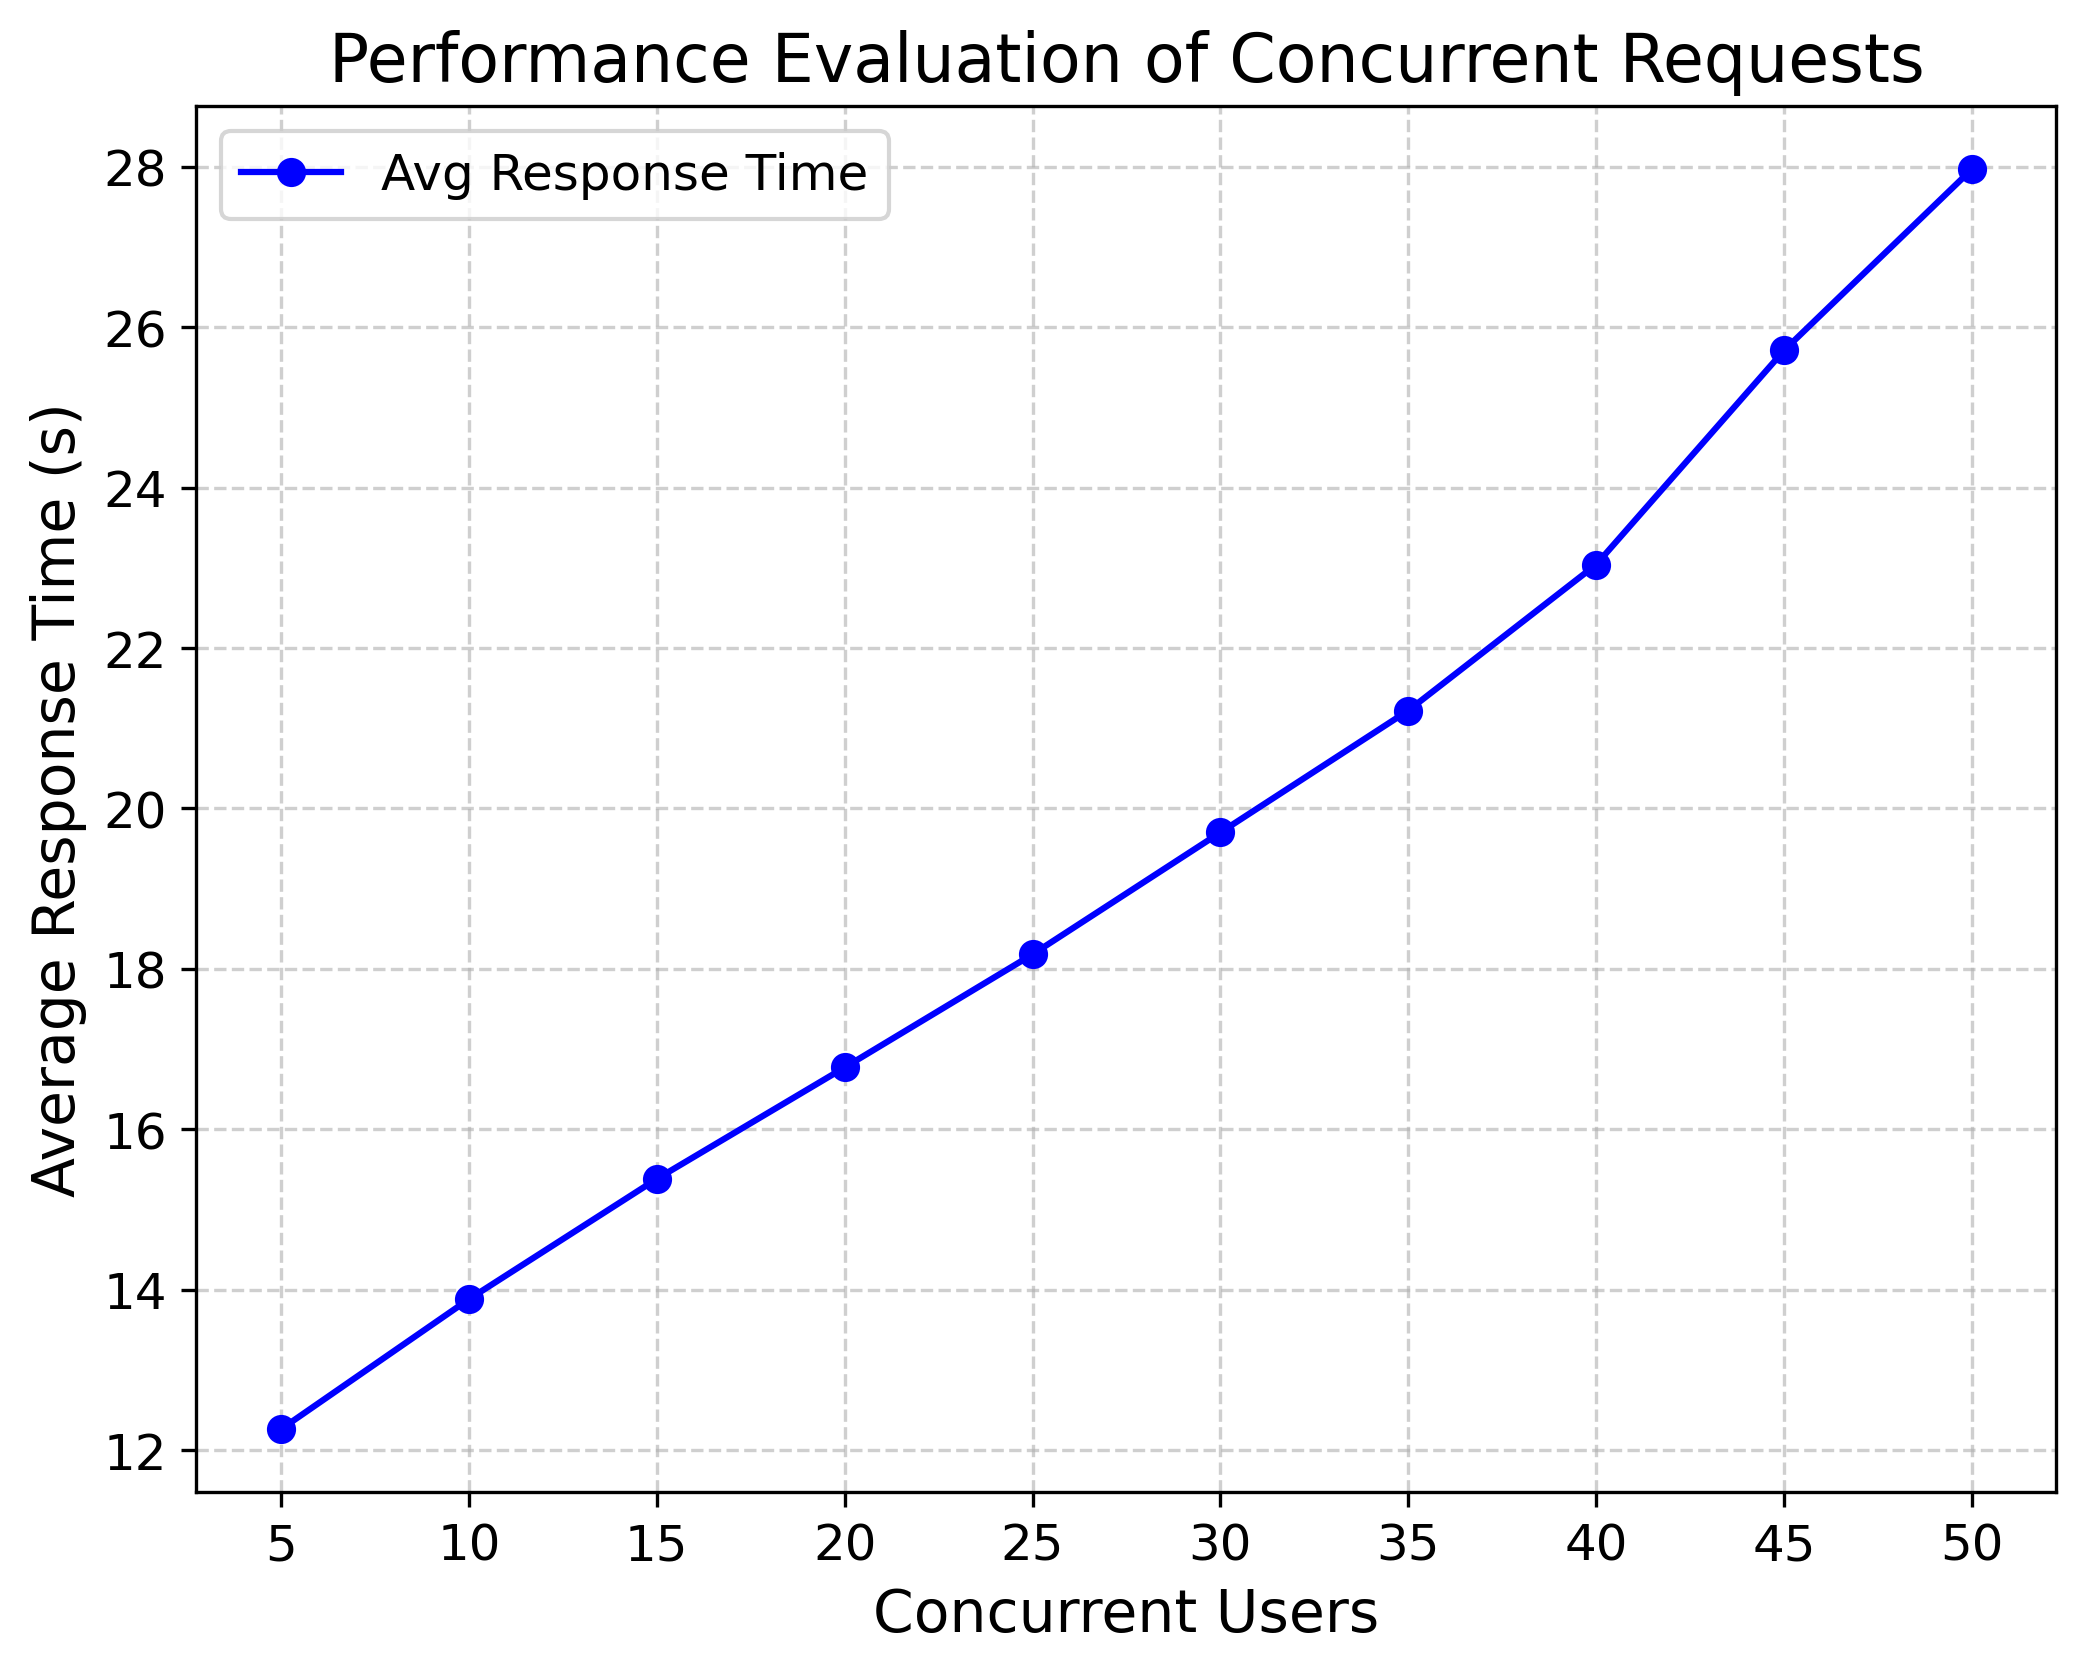 Performance Evaluation of Concurrent Requests
Avg Response Time
Average Response Time (s)
28
26
24
22
20
18
16
14
12
5 10 15 20 25 30 35 40 45 50
Concurrent Users